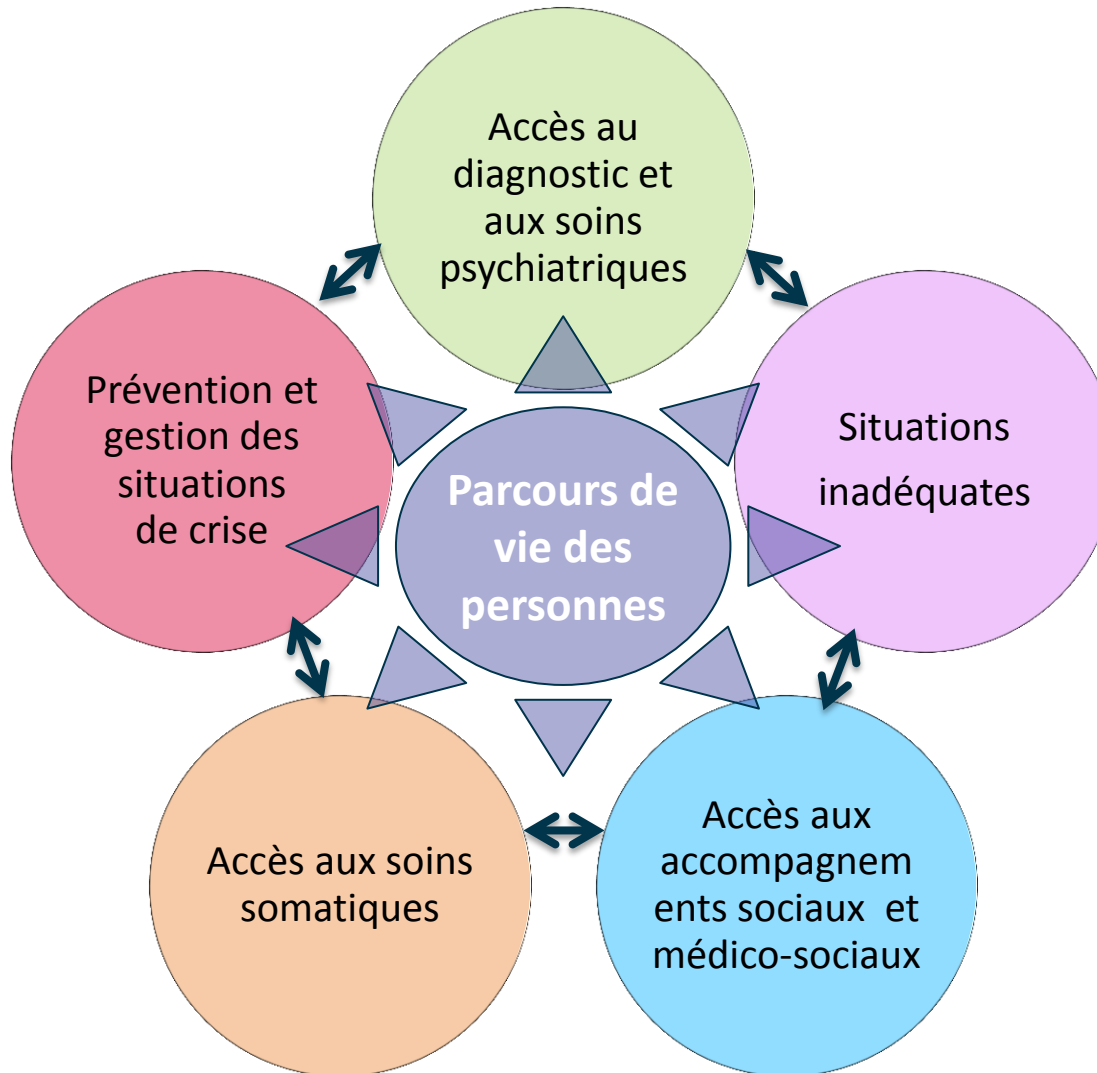 Accès au
diagnostic et
aux soins
psychiatriques
Prévention et
gestion des
situations
de crise
Situations
inadéquates
Parcours de
vie des
personnes
Accès aux soins
somatiques
Accès aux
accompagnem
ents sociaux et
médico-sociaux